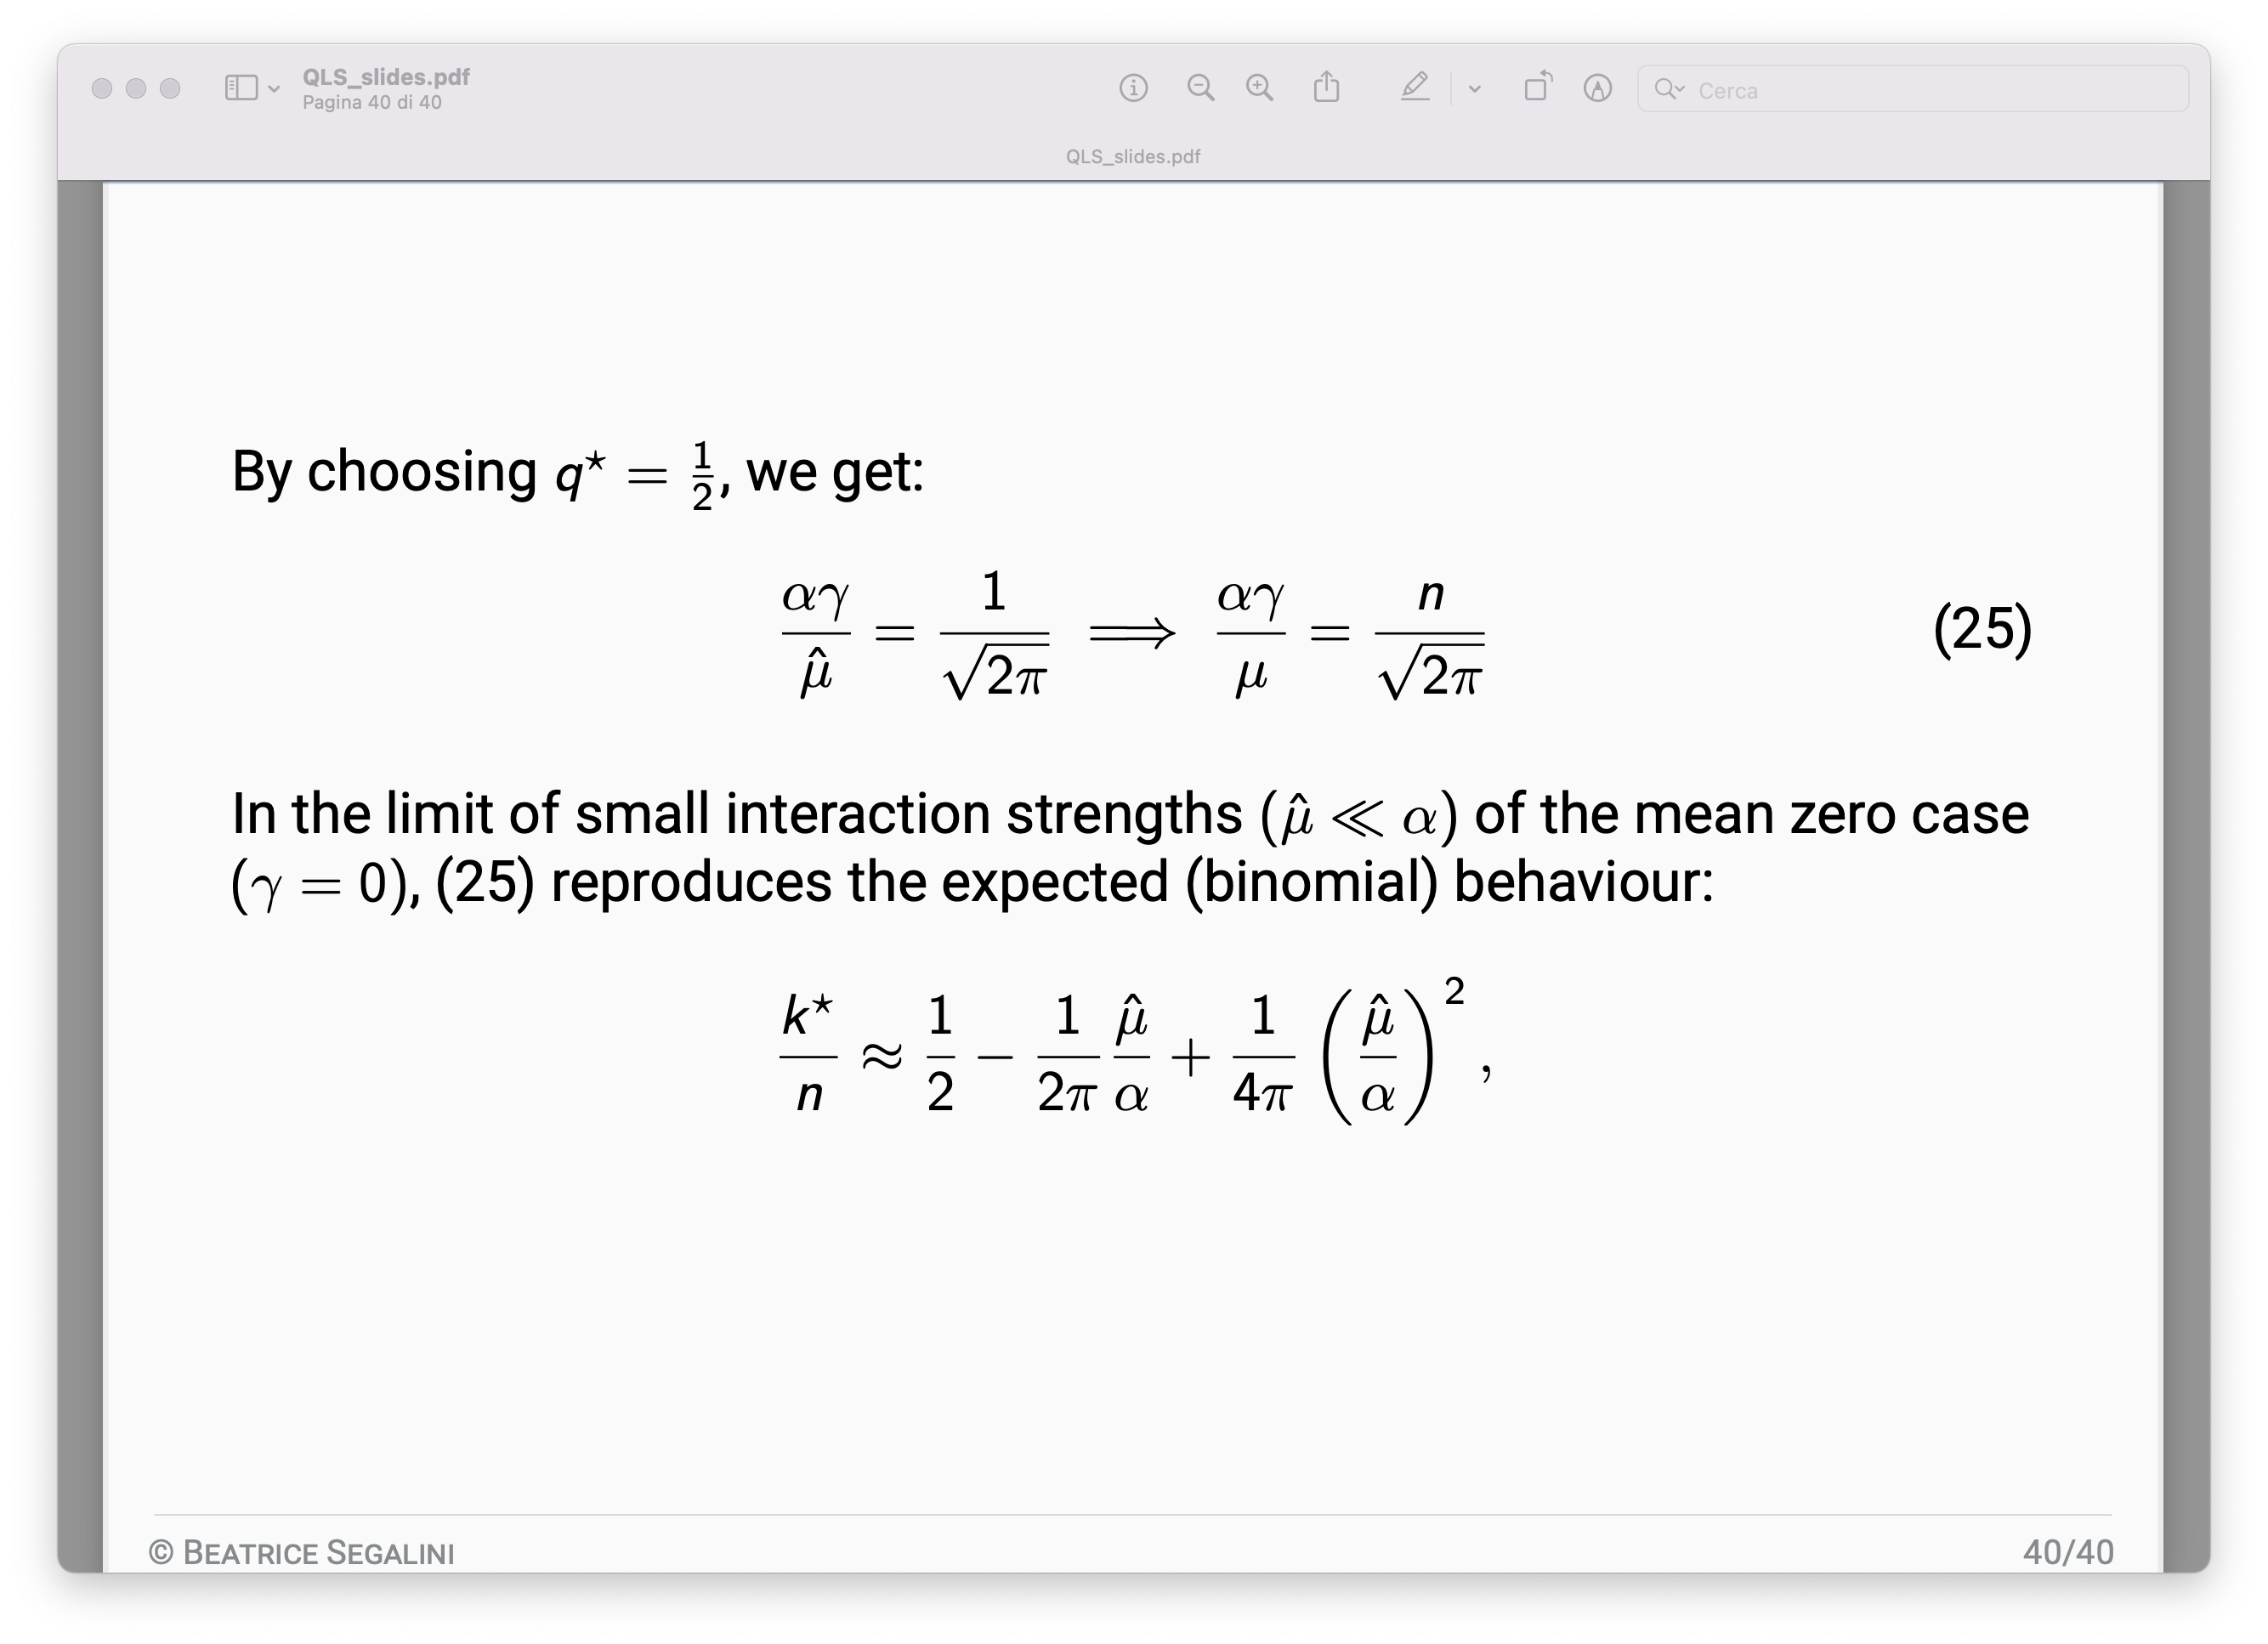 QLS_slides.pdf
Pagina 40 di 40
Cerca
QLS_slides.pdf
By choosing q⋆ = 1/2, we get:
αγ/μ̂ = 1/√2π ⟹ αγ/μ = n/√2π (25)
In the limit of small interaction strengths (μ̂ ≪ α) of the mean zero case
(γ = 0), (25) reproduces the expected (binomial) behaviour:
k⋆/n ≈ 1/2 − 1/2π μ̂/α + 1/4π (μ̂/α)², 
© BEATRICE SEGALINI
40/40